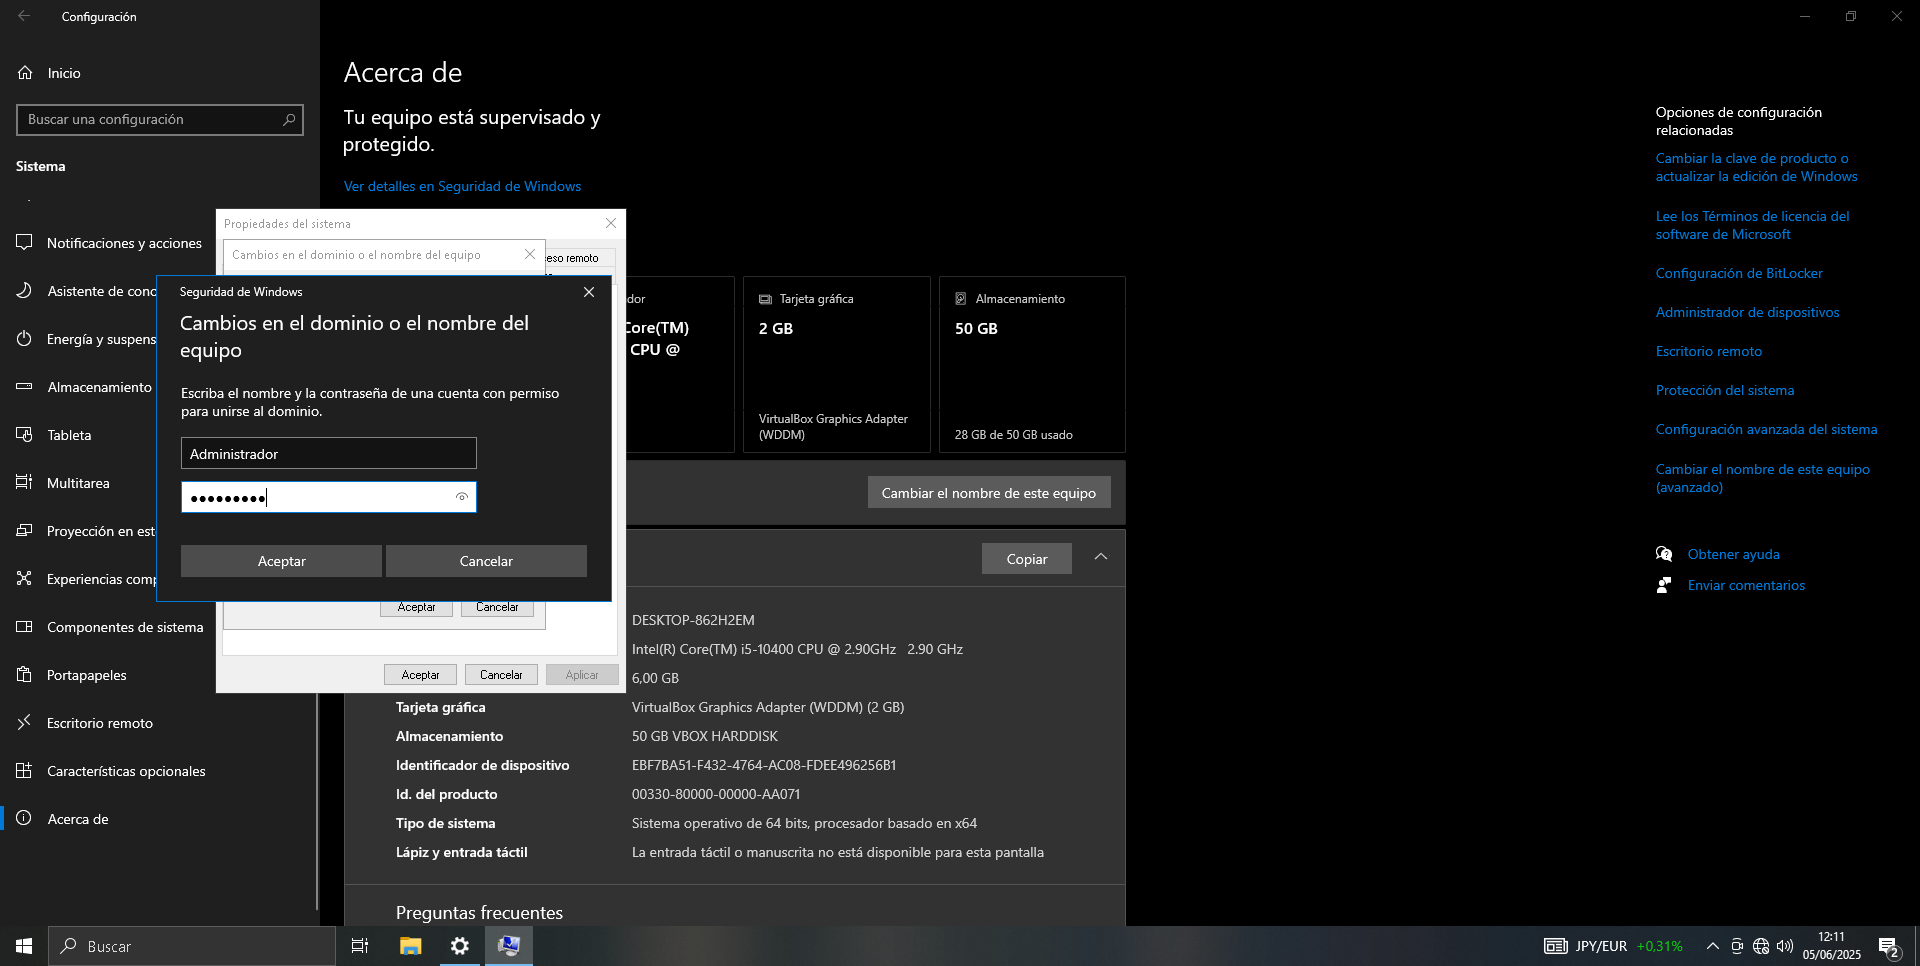 Configuración
Inicio
Buscar una configuración
Sistema
Notificaciones y acciones
Asistente de conc
Energía y suspens
Almacenamiento
Tableta
Multitarea
Proyección en est
Experiencias comp
Componentes de sistema
Portapapeles
Escritorio remoto
Características opcionales
Acerca de
Acerca de
Tu equipo está supervisado y
protegido.
Ver detalles en Seguridad de Windows
Propiedades del sistema
Cambios en el dominio o el nombre del equipo
eso remoto
Seguridad de Windows
Cambios en el dominio o el nombre del
equipo
Escriba el nombre y la contraseña de una cuenta con permiso
para unirse al dominio.
Administrador
•••••••••
Aceptar
Cancelar
Aceptar
Cancelar
Aceptar
Cancelar
Aplicar
dor
Core(TM)
CPU @
Tarjeta gráfica
2 GB
VirtualBox Graphics Adapter
(WDDM)
Almacenamiento
50 GB
28 GB de 50 GB usado
Cambiar el nombre de este equipo
Copiar
DESKTOP-862H2EM
Intel(R) Core(TM) i5-10400 CPU @ 2.90GHz 2.90 GHz
6,00 GB
Tarjeta gráfica VirtualBox Graphics Adapter (WDDM) (2 GB)
Almacenamiento 50 GB VBOX HARDDISK
Identificador de dispositivo EBF7BA51-F432-4764-AC08-FDEE496256B1
Id. del producto 00330-80000-00000-AA071
Tipo de sistema Sistema operativo de 64 bits, procesador basado en x64
Lápiz y entrada táctil La entrada táctil o manuscrita no está disponible para esta pantalla
Preguntas frecuentes
Opciones de configuración
relacionadas
Cambiar la clave de producto o
actualizar la edición de Windows
Lee los Términos de licencia del
software de Microsoft
Configuración de BitLocker
Administrador de dispositivos
Escritorio remoto
Protección del sistema
Configuración avanzada del sistema
Cambiar el nombre de este equipo
(avanzado)
Obtener ayuda
Enviar comentarios
Buscar
JPY/EUR +0,31%
12:11
05/06/2025
2